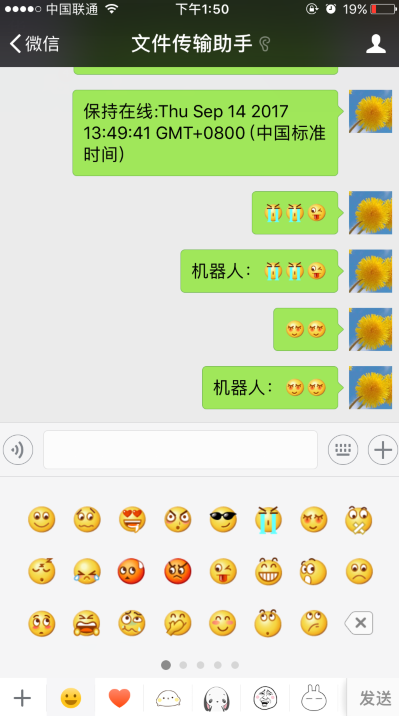 中国联通 下午1:50 19%
微信 文件传输助手
保持在线:Thu Sep 14 2017
13:49:41 GMT+0800 (中国标准
时间)
机器人：
机器人：
发送